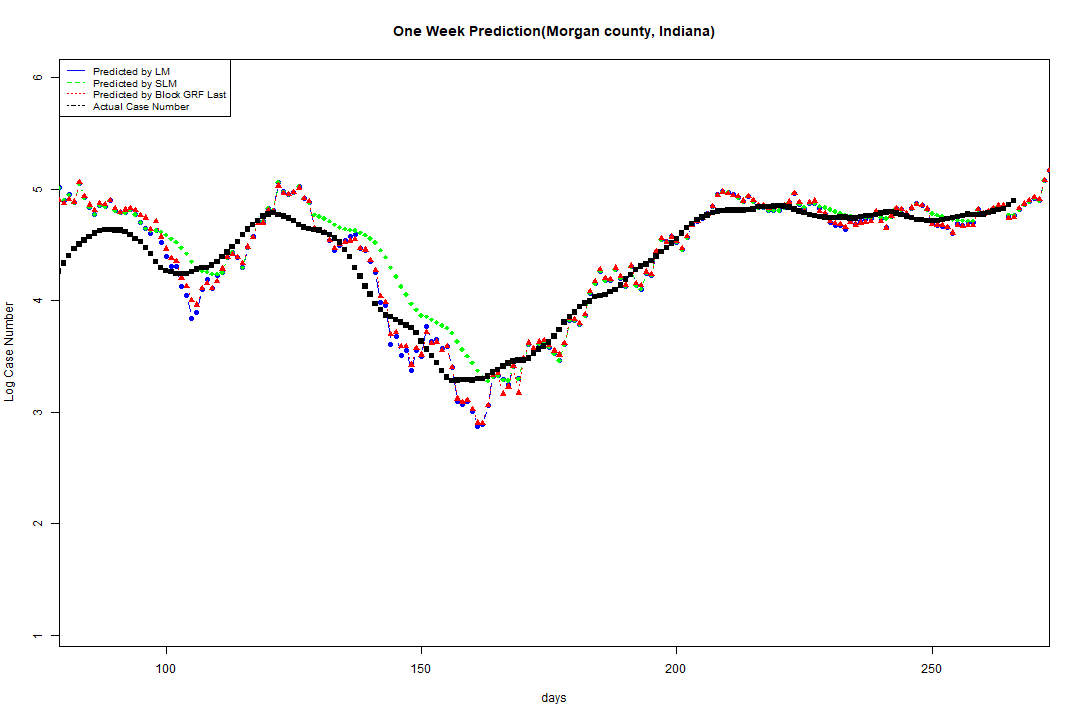 One Week Prediction(Morgan county, Indiana)
Predicted by LM
Predicted by SLM
Predicted by Block GRF Last
Actual Case Number
6
5
4
3
2
1
Log Case Number
100
150
200
250
days